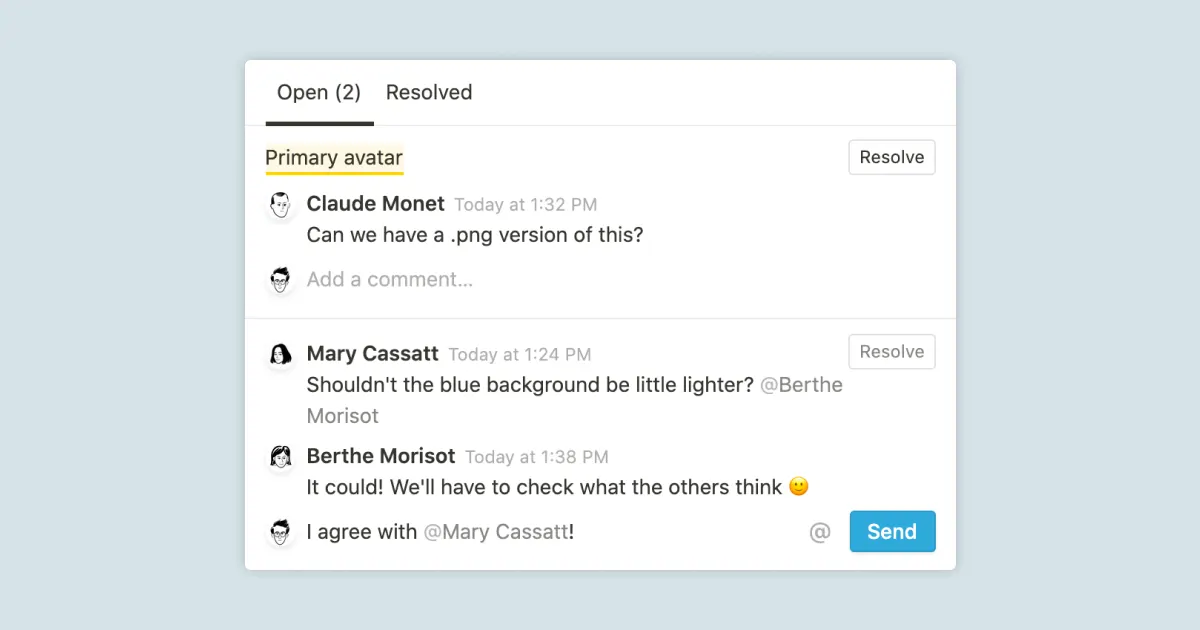 Open (2) Resolved
Primary avatar Resolve
Claude Monet Today at 1:32 PM
Can we have a .png version of this?
Add a comment...
Mary Cassatt Today at 1:24 PM Resolve
Shouldn't the blue background be little lighter? @Berthe
Morisot
Berthe Morisot Today at 1:38 PM
It could! We'll have to check what the others think 🙂
I agree with @Mary Cassatt! @ Send